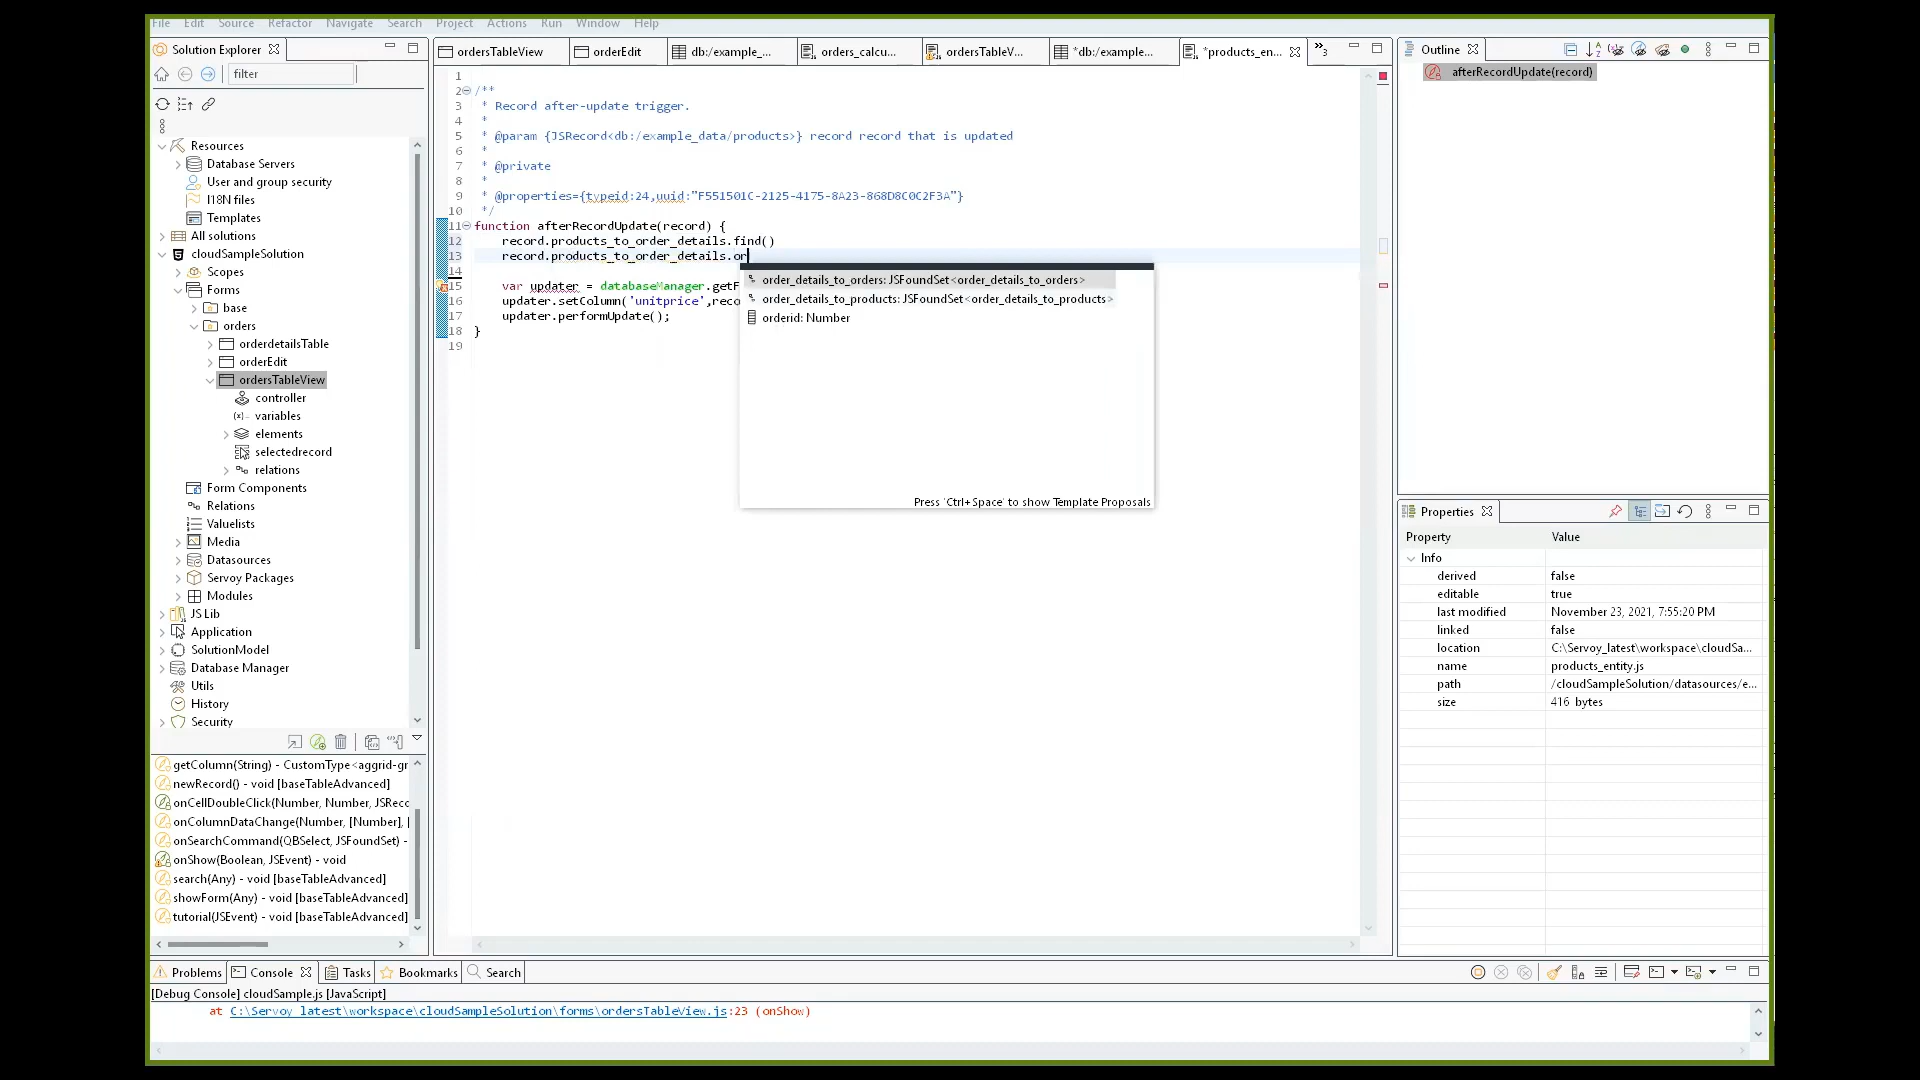 File Edit Source Refactor Navigate Search Project Actions Run Window Help
Solution Explorer
filter
Resources
Database Servers
User and group security
I18N files
Templates
All solutions
cloudSampleSolution
Scopes
Forms
base
orders
orderdetailsTable
orderEdit
ordersTableView
controller
variables
elements
selectedrecord
relations
Form Components
Relations
Valuelists
Media
Datasources
Servoy Packages
Modules
JS Lib
Application
SolutionModel
Database Manager
Utils
History
Security
getColumn(String) - CustomType<aggrid-gr
newRecord() - void [baseTableAdvanced]
onCellDoubleClick(Number, Number, JSReco
onColumnDataChange(Number, [Number], [
onSearchCommand(QBSelect, JSFoundSet) -
onShow(Boolean, JSEvent) - void
search(Any) - void [baseTableAdvanced]
showForm(Any) - void [baseTableAdvanced]
tutorial(JSEvent) - void [baseTableAdvanced]
ordersTableView orderEdit db:/example_... orders_calcu... ordersTableV... *db:/example... *products_en... »3
1
2 /**
3 * Record after-update trigger.
4 *
5 * @param {JSRecord<db:/example_data/products>} record record that is updated
6 *
7 * @private
8 *
9 * @properties={typeid:24,uuid:"F551501C-2125-4175-8A23-868D8C0C2F3A"}
10 */
11 function afterRecordUpdate(record) {
12 record.products_to_order_details.find()
13 record.products_to_order_details.or
14
15 var updater = databaseManager.getF
16 updater.setColumn('unitprice',reco
17 updater.performUpdate();
18 }
19
order_details_to_orders: JSFoundSet<order_details_to_orders>
order_details_to_products: JSFoundSet<order_details_to_products>
orderid: Number
Press 'Ctrl+Space' to show Template Proposals
Outline
afterRecordUpdate(record)
Properties
Property Value
Info
derived false
editable true
last modified November 23, 2021, 7:55:20 PM
linked false
location C:\Servoy_latest\workspace\cloudSa...
name products_entity.js
path /cloudSampleSolution/datasources/e...
size 416 bytes
Problems Console Tasks Bookmarks Search
[Debug Console] cloudSample.js [JavaScript]
at C:\Servoy_latest\workspace\cloudSampleSolution\forms\ordersTableView.js:23 (onShow)